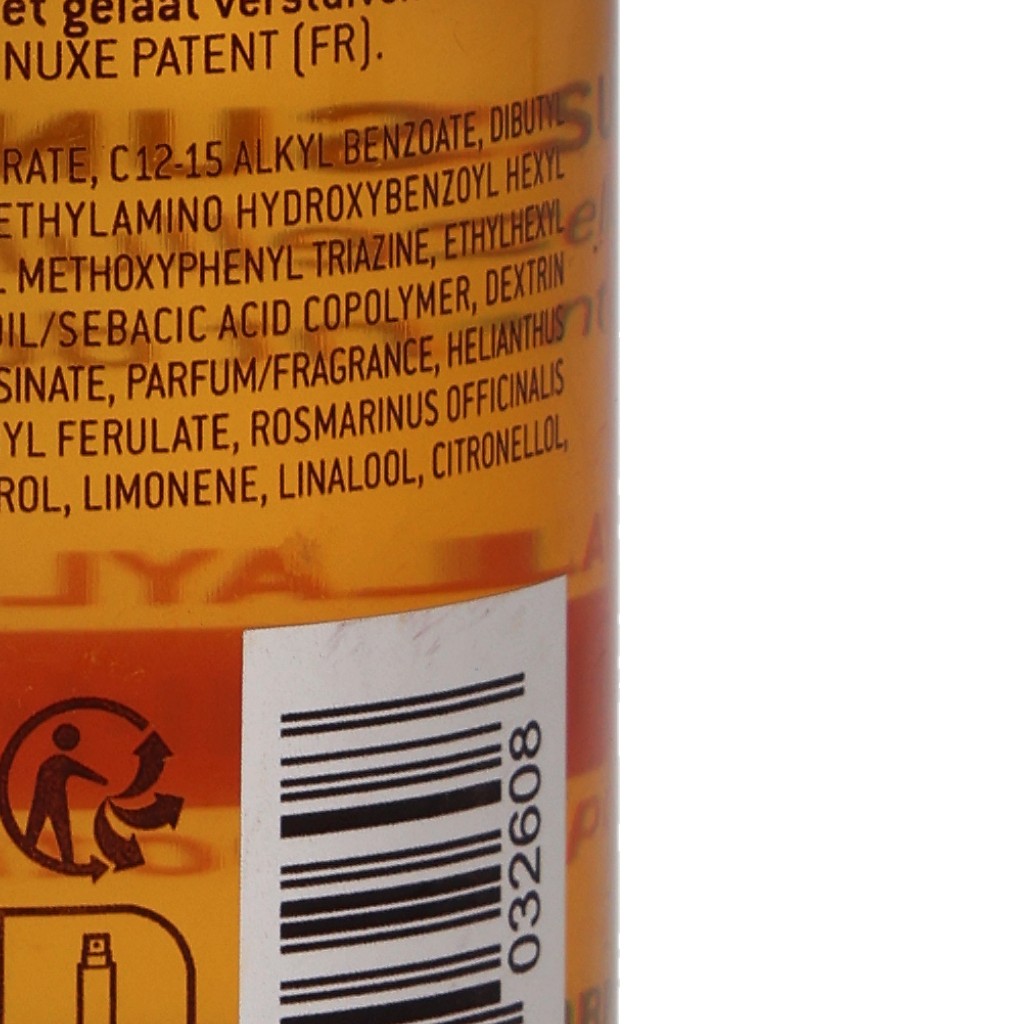 NUXE PATENT (FR).
RATE, C12-15 ALKYL BENZOATE, DIBUTYL
ETHYLAMINO HYDROXYBENZOYL HEXYL
METHOXYPHENYL TRIAZINE, ETHYLHEXYL
OIL/SEBACIC ACID COPOLYMER, DEXTRIN
SINATE, PARFUM/FRAGRANCE, HELIANTHUS
YL FERULATE, ROSMARINUS OFFICINALIS
ROL, LIMONENE, LINALOOL, CITRONELLOL,
032608